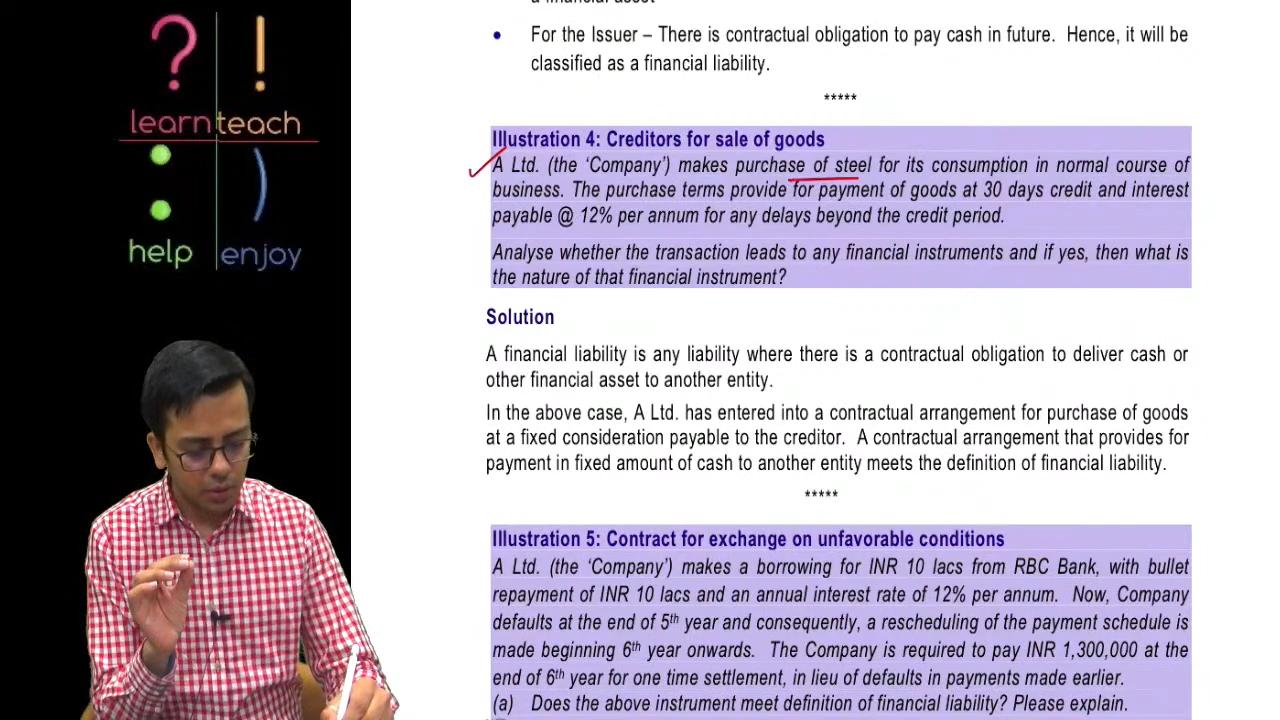 ? !
learn teach
: )
help enjoy
a financial asset
• For the Issuer – There is contractual obligation to pay cash in future. Hence, it will be
classified as a financial liability.
*****
Illustration 4: Creditors for sale of goods
A Ltd. (the ‘Company’) makes purchase of steel for its consumption in normal course of
business. The purchase terms provide for payment of goods at 30 days credit and interest
payable @ 12% per annum for any delays beyond the credit period.
Analyse whether the transaction leads to any financial instruments and if yes, then what is
the nature of that financial instrument?
Solution
A financial liability is any liability where there is a contractual obligation to deliver cash or
other financial asset to another entity.
In the above case, A Ltd. has entered into a contractual arrangement for purchase of goods
at a fixed consideration payable to the creditor. A contractual arrangement that provides for
payment in fixed amount of cash to another entity meets the definition of financial liability.
*****
Illustration 5: Contract for exchange on unfavorable conditions
A Ltd. (the ‘Company’) makes a borrowing for INR 10 lacs from RBC Bank, with bullet
repayment of INR 10 lacs and an annual interest rate of 12% per annum. Now, Company
defaults at the end of 5th year and consequently, a rescheduling of the payment schedule is
made beginning 6th year onwards. The Company is required to pay INR 1,300,000 at the
end of 6th year for one time settlement, in lieu of defaults in payments made earlier.
(a) Does the above instrument meet definition of financial liability? Please explain.